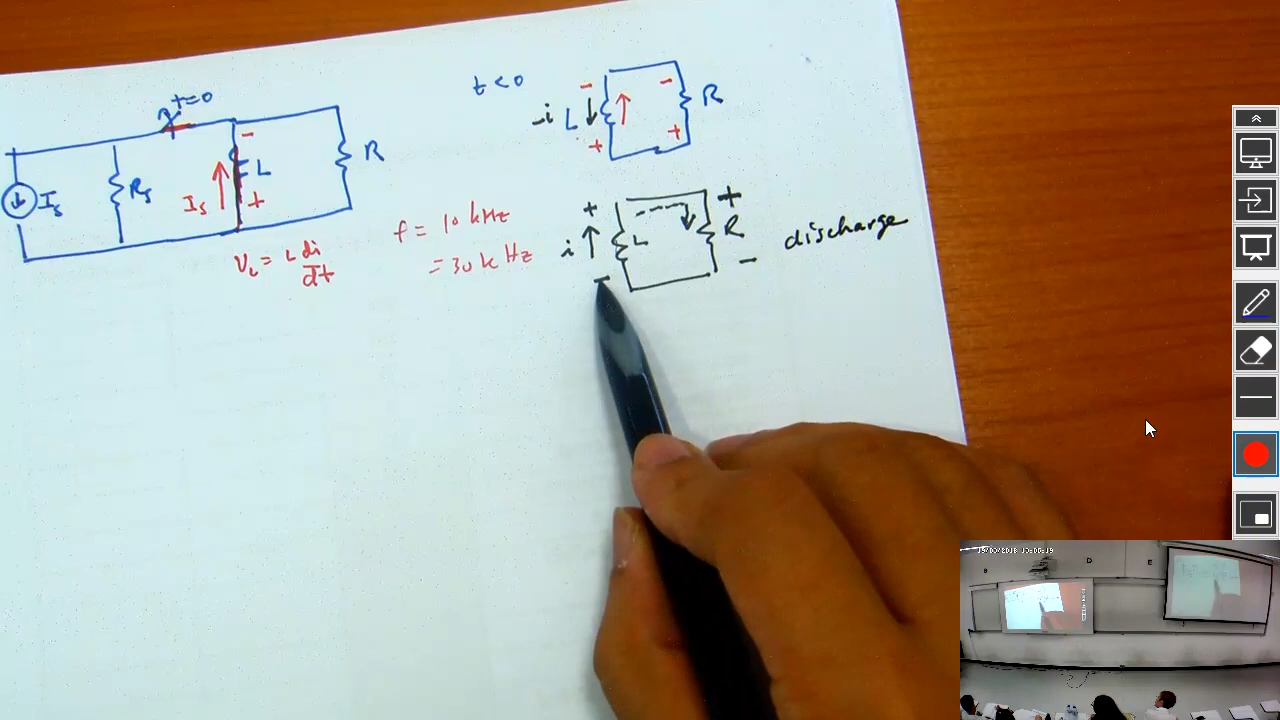 t=0
Is
Rs
Is
L
R
- +
VL = L di/dt
f = 10 kHz
= 30 kHz
t < 0
-i L
R
- +
- +
+ +
i L R
- -
discharge
B D E